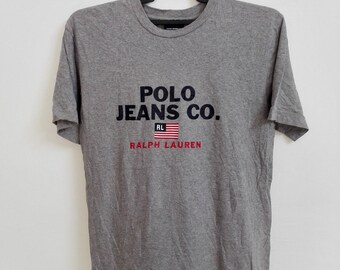 POLO
JEANS CO.
RL
RALPH LAUREN